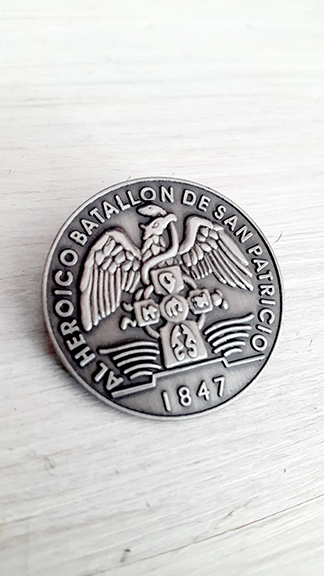 AL HEROICO BATALLON DE SAN PATRICIO
1847